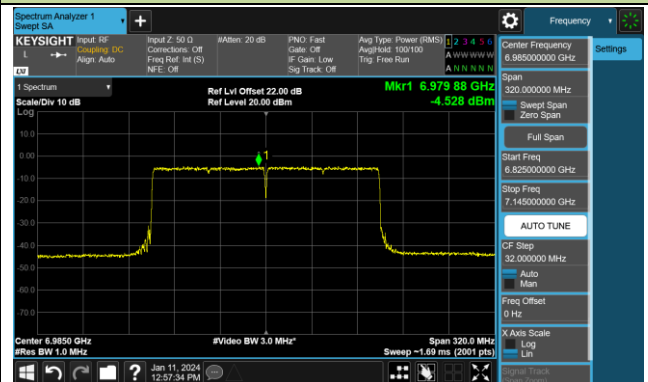 Spectrum Analyzer 1
Swept SA
Frequency
KEYSIGHT
L
LXI
Input: RF
Coupling: DC
Align: Auto
Input Z: 50 Ω
Corrections: Off
Freq Ref: Int (S)
NFE: Off
#Atten: 20 dB
PNO: Fast
Gate: Off
IF Gain: Low
Sig Track: Off
Avg Type: Power (RMS)
Avg|Hold: 100/100
Trig: Free Run
1 2 3 4 5 6
A W W W W W
A N N N N N
1 Spectrum
Scale/Div 10 dB
Log
Ref Lvl Offset 22.00 dB
Ref Level 20.00 dBm
Mkr1 6.979 88 GHz
-4.528 dBm
10.0
0.00
-10.0
-20.0
-30.0
-40.0
-50.0
-60.0
-70.0
1
Center 6.9850 GHz
#Res BW 1.0 MHz
#Video BW 3.0 MHz*
Span 320.0 MHz
Sweep ~1.69 ms (2001 pts)
Jan 11, 2024
12:57:34 PM
Center Frequency
6.985000000 GHz
Settings
Span
320.000000 MHz
Swept Span
Zero Span
Full Span
Start Freq
6.825000000 GHz
Stop Freq
7.145000000 GHz
AUTO TUNE
CF Step
32.000000 MHz
Auto
Man
Freq Offset
0 Hz
X Axis Scale
Log
Lin
Signal Track
(Span Zoom)